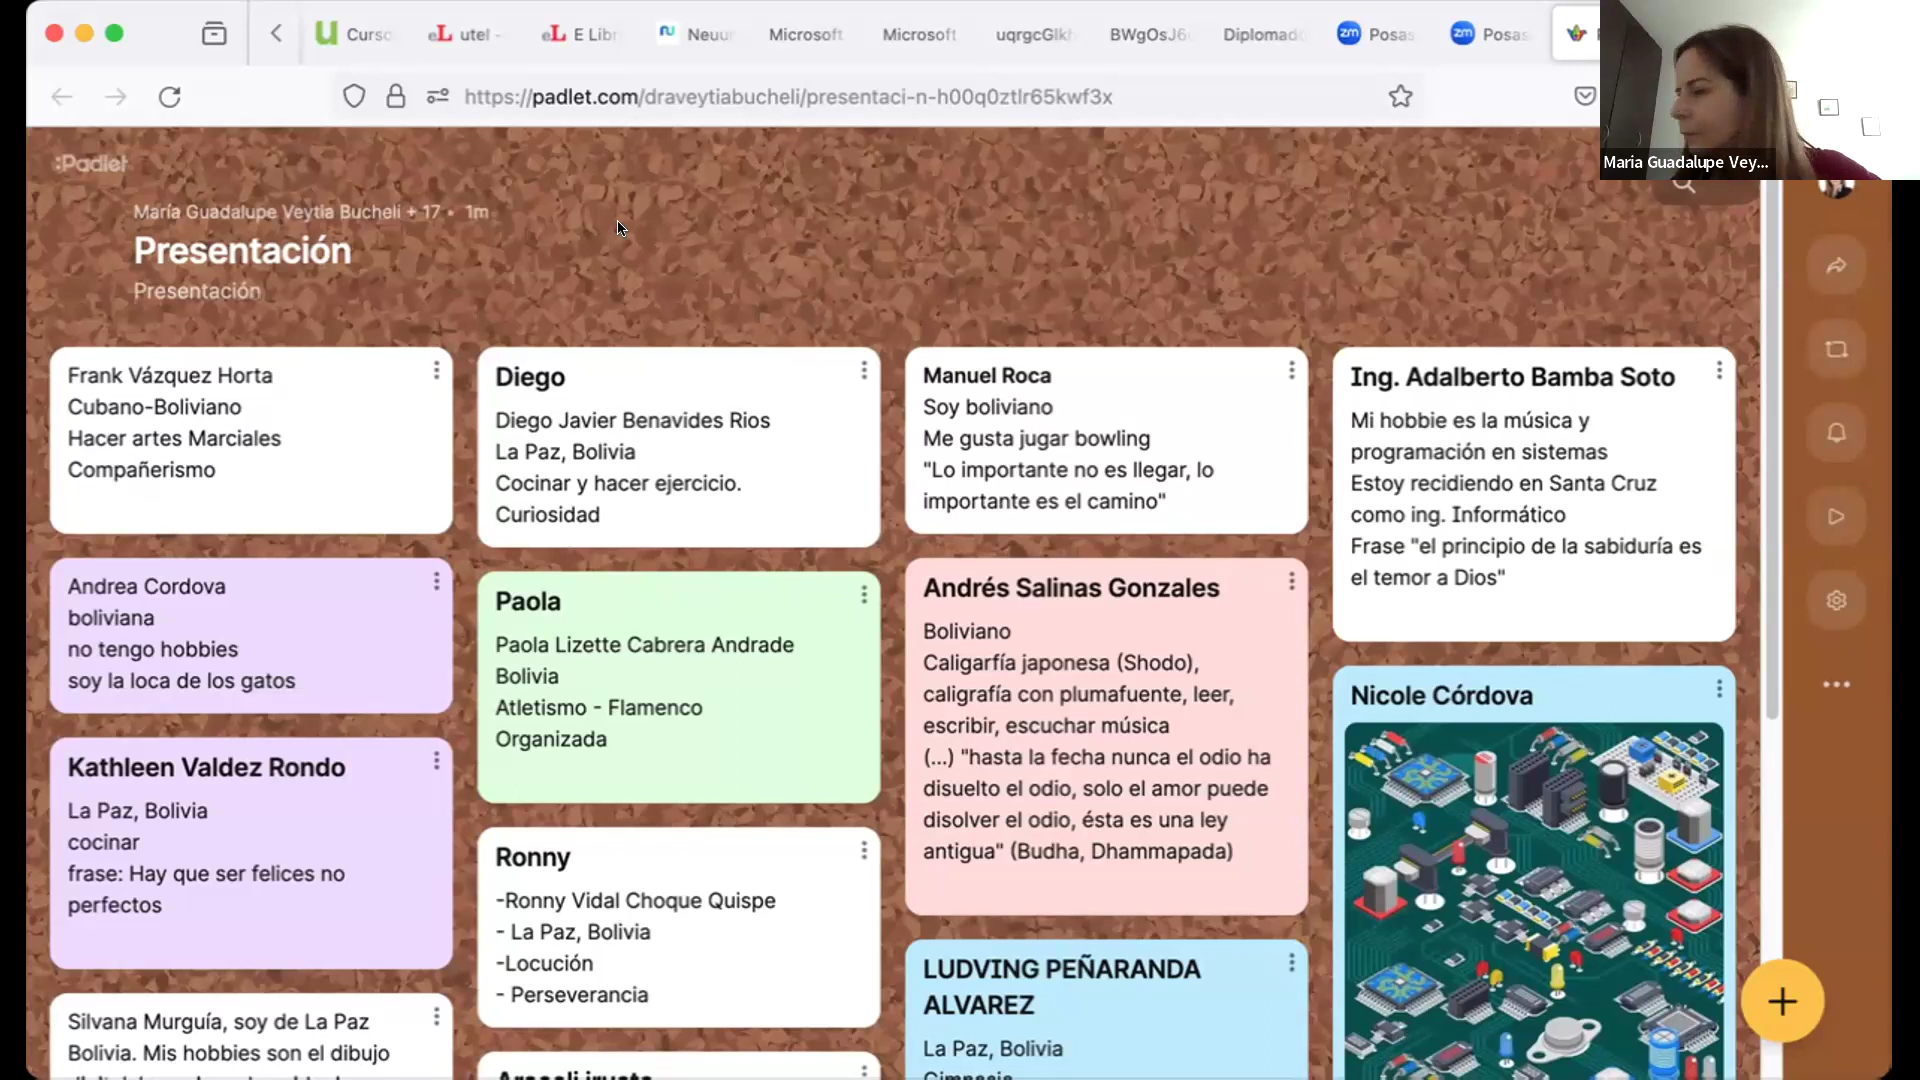 Curso
utel -
E Libr
Neuu
Microsoft
Microsoft
BWgOsJ6
Diplomado
Posas
Posas
https://padlet.com/draveytiabucheli/presentaci-n-h00q0ztlr65kwf3x
Maria Guadalupe Vey...
:Padlet
María Guadalupe Veytia Bucheli + 17 • 1m
Presentación
Presentación
Frank Vázquez Horta
Cubano-Boliviano
Hacer artes Marciales
Compañerismo
Andrea Cordova
boliviana
no tengo hobbies
soy la loca de los gatos
Kathleen Valdez Rondo
La Paz, Bolivia
cocinar
frase: Hay que ser felices no
perfectos
Silvana Murguía, soy de La Paz
Bolivia. Mis hobbies son el dibujo
Diego
Diego Javier Benavides Rios
La Paz, Bolivia
Cocinar y hacer ejercicio.
Curiosidad
Paola
Paola Lizette Cabrera Andrade
Bolivia
Atletismo - Flamenco
Organizada
Ronny
-Ronny Vidal Choque Quispe
- La Paz, Bolivia
-Locución
- Perseverancia
Manuel Roca
Soy boliviano
Me gusta jugar bowling
"Lo importante no es llegar, lo
importante es el camino"
Andrés Salinas Gonzales
Boliviano
Caligarfía japonesa (Shodo),
caligrafía con plumafuente, leer,
escribir, escuchar música
(...) "hasta la fecha nunca el odio ha
disuelto el odio, solo el amor puede
disolver el odio, ésta es una ley
antigua" (Budha, Dhammapada)
LUDVING PEÑARANDA
ALVAREZ
La Paz, Bolivia
Ing. Adalberto Bamba Soto
Mi hobbie es la música y
programación en sistemas
Estoy recidiendo en Santa Cruz
como ing. Informático
Frase "el principio de la sabiduría es
el temor a Dios"
Nicole Córdova